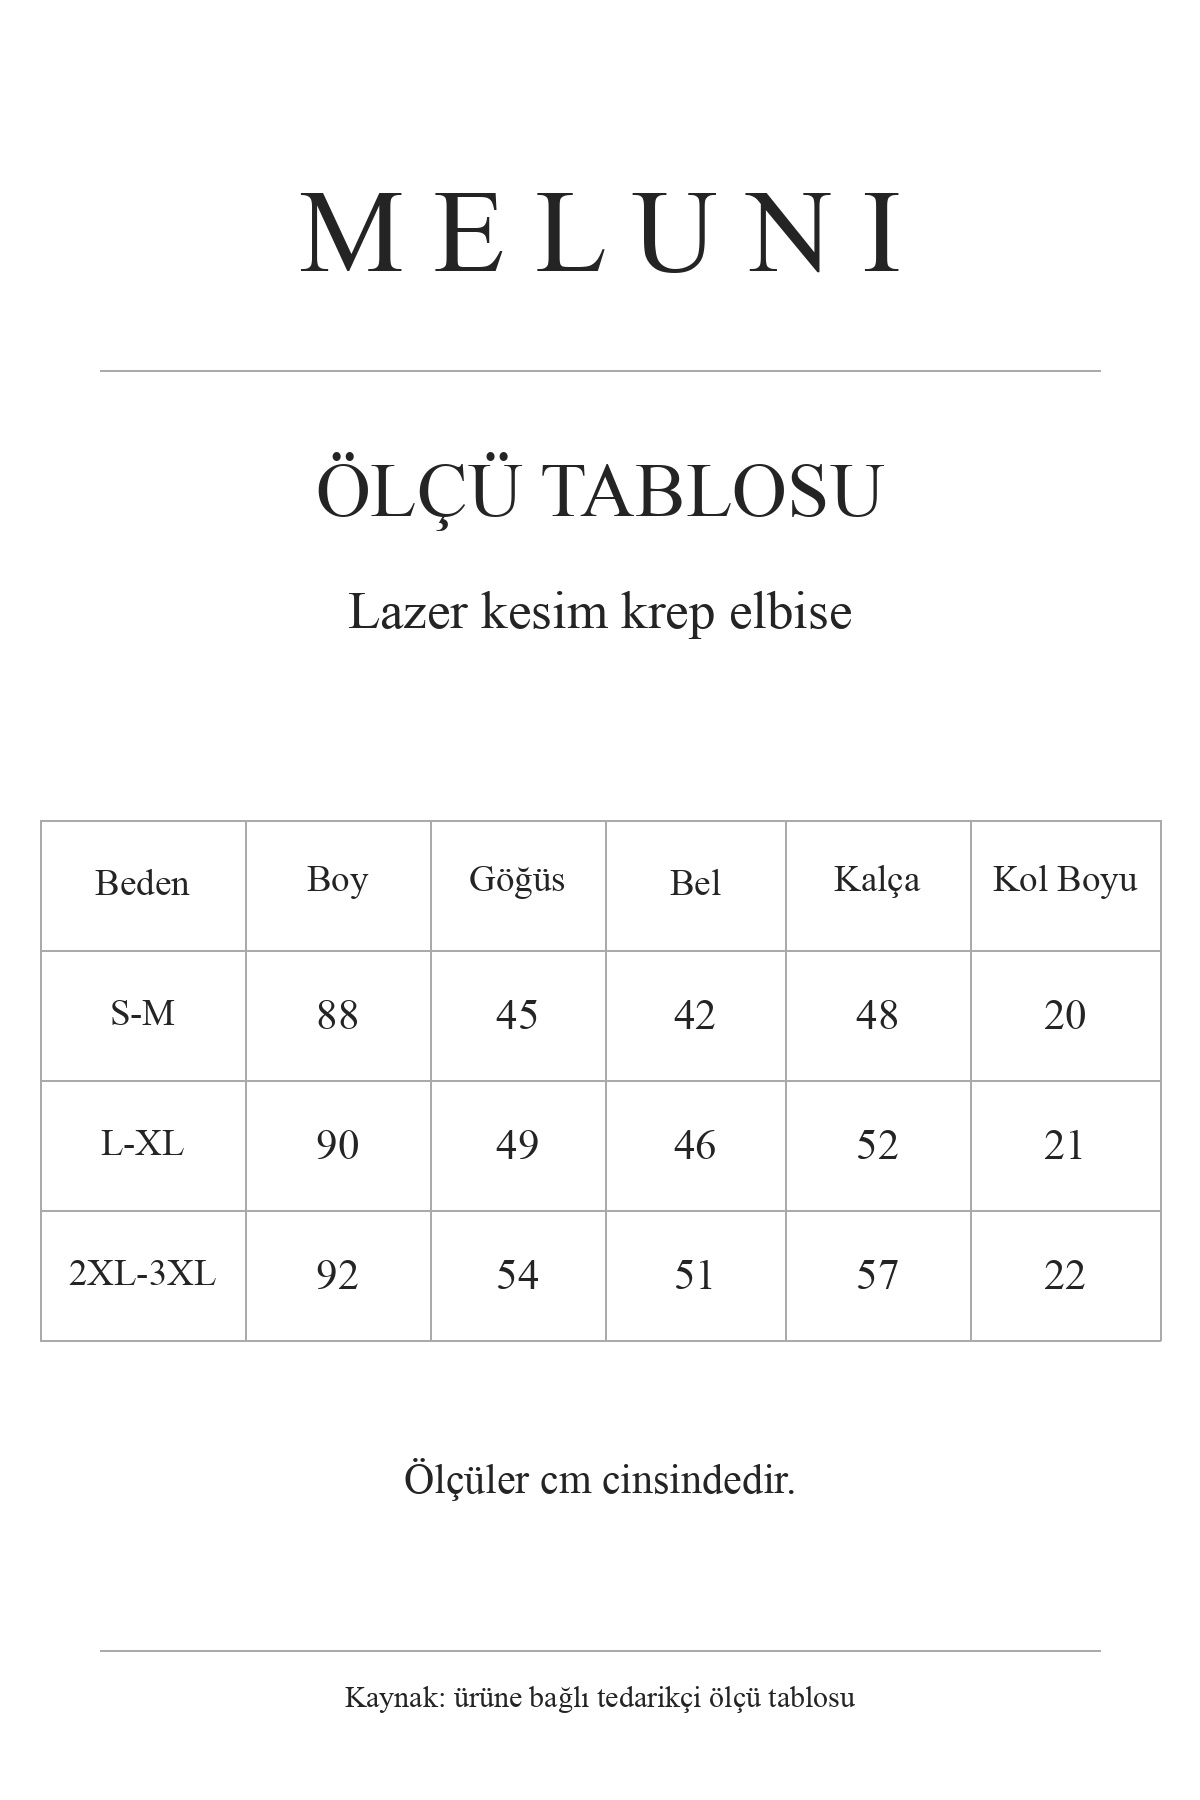 MELUNI
ÖLÇÜ TABLOSU
Lazer kesim krep elbise
Beden Boy Göğüs Bel Kalça Kol Boyu
S-M 88 45 42 48 20
L-XL 90 49 46 52 21
2XL-3XL 92 54 51 57 22
Ölçüler cm cinsindedir.
Kaynak: ürüne bağlı tedarikçi ölçü tablosu